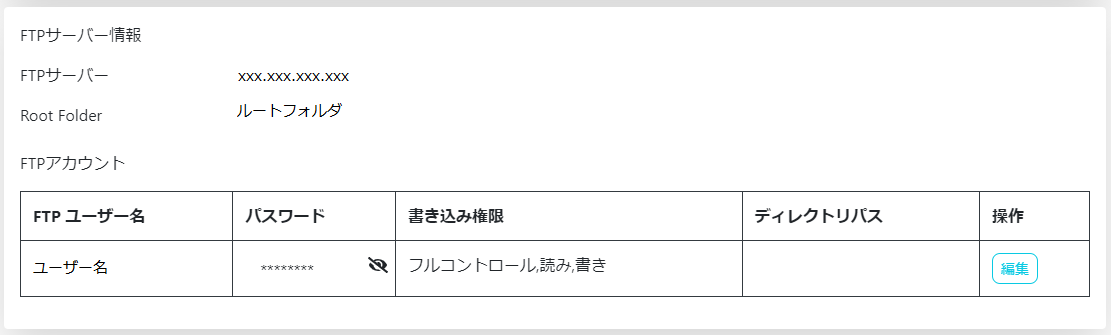 FTPサーバー情報
FTPサーバー xxx.xxx.xxx.xxx
Root Folder ルートフォルダ
FTPアカウント
FTP ユーザー名 パスワード 書き込み権限 ディレクトリパス 操作
ユーザー名 ******** フルコントロール,読み,書き 編集